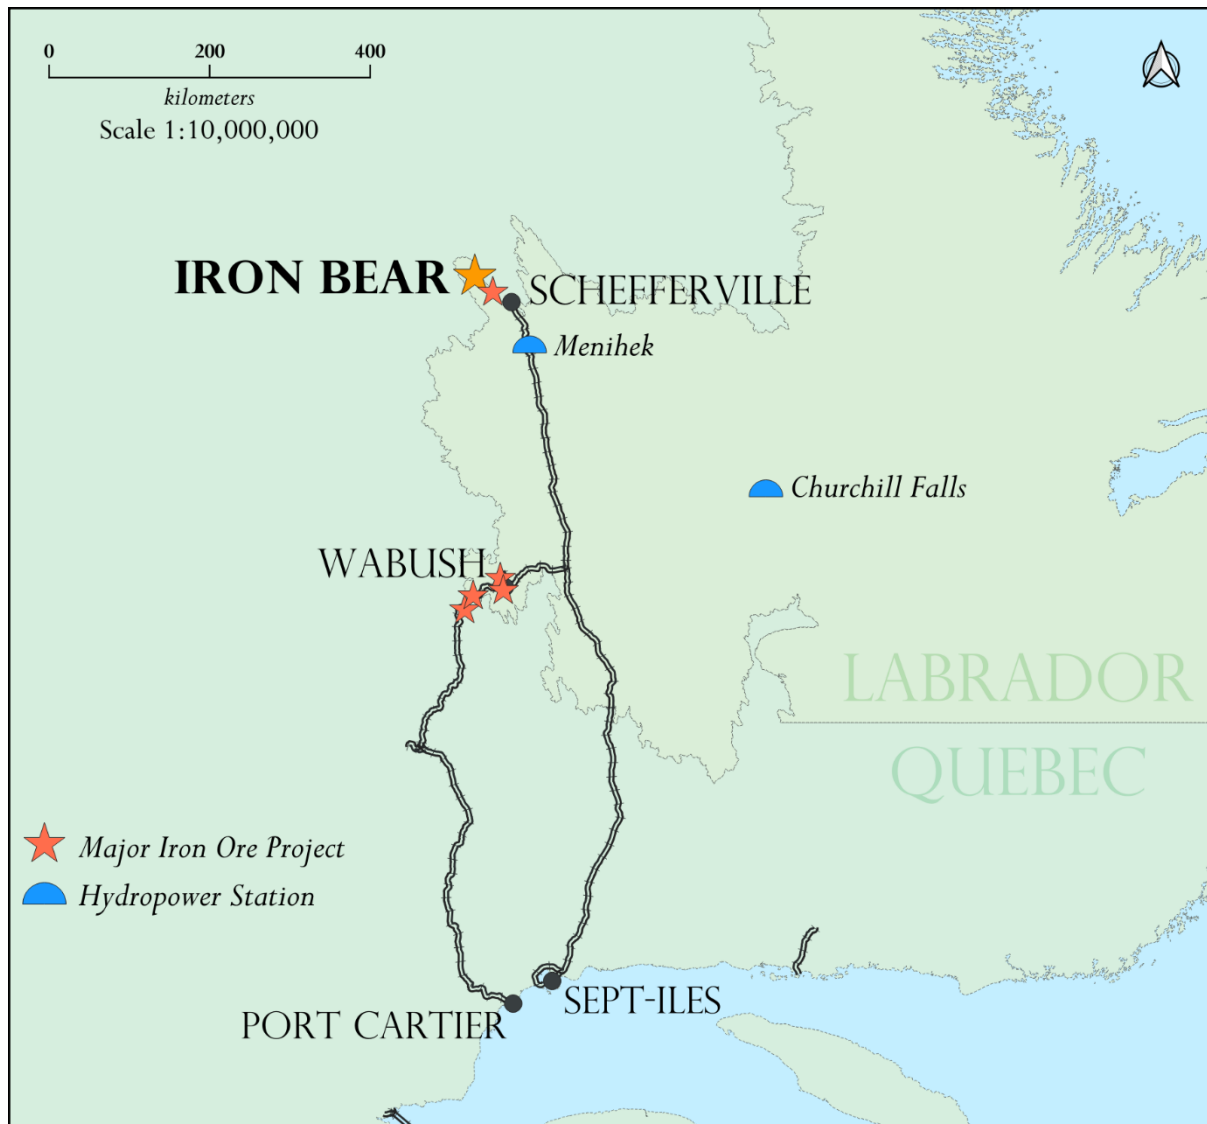 0 200 400
kilometers
Scale 1:10,000,000
IRON BEAR
SCHEFFERVILLE
Menihek
Churchill Falls
WABUSH
LABRADOR
QUEBEC
Major Iron Ore Project
Hydropower Station
SEPT-ILES
PORT CARTIER